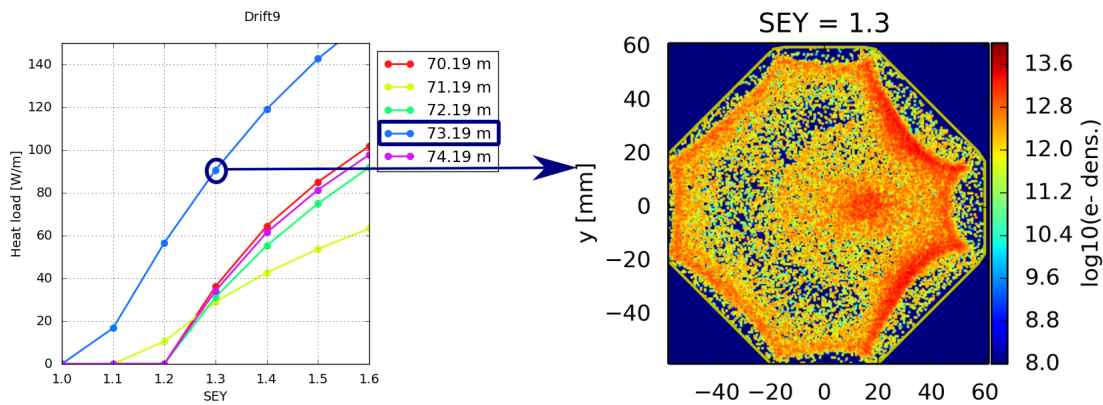 Drift9
Heat load [W/m]
140
120
100
80
60
40
20
0
1.0 1.1 1.2 1.3 1.4 1.5 1.6
SEY
70.19 m
71.19 m
72.19 m
73.19 m
74.19 m
SEY = 1.3
y [mm]
60
40
20
0
−20
−40
−40 −20 0 20 40 60
13.6
12.8
12.0
11.2
10.4
9.6
8.8
8.0
log10(e- dens.)